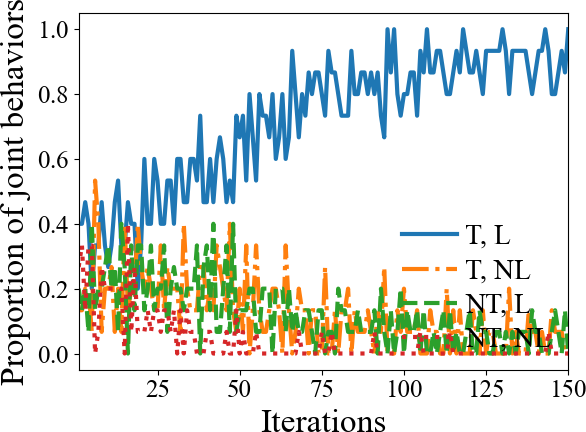 Proportion of joint behaviors
1.0
0.8
0.6
0.4
0.2
0.0
T, L
T, NL
NT, L
NT, NL
25 50 75 100 125 150
Iterations